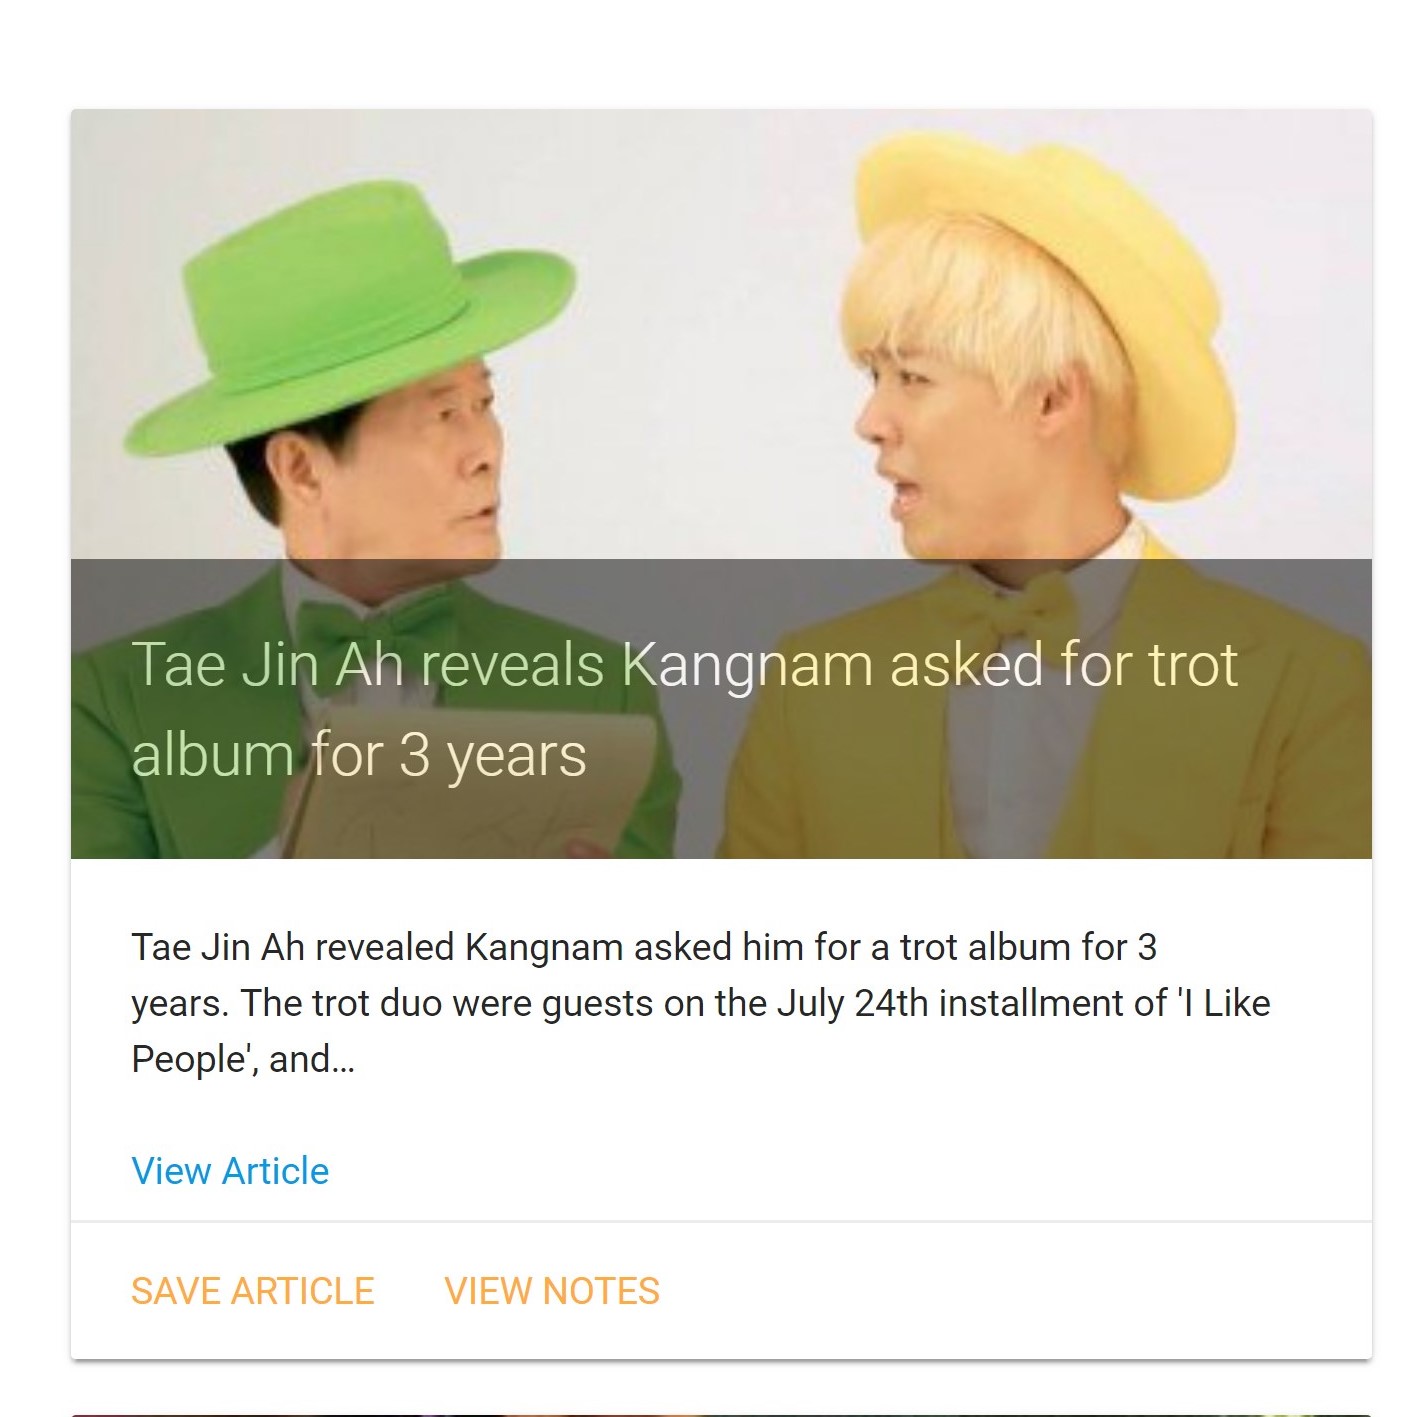 Tae Jin Ah reveals Kangnam asked for trot
album for 3 years
Tae Jin Ah revealed Kangnam asked him for a trot album for 3
years. The trot duo were guests on the July 24th installment of 'I Like
People', and…
View Article
SAVE ARTICLE VIEW NOTES